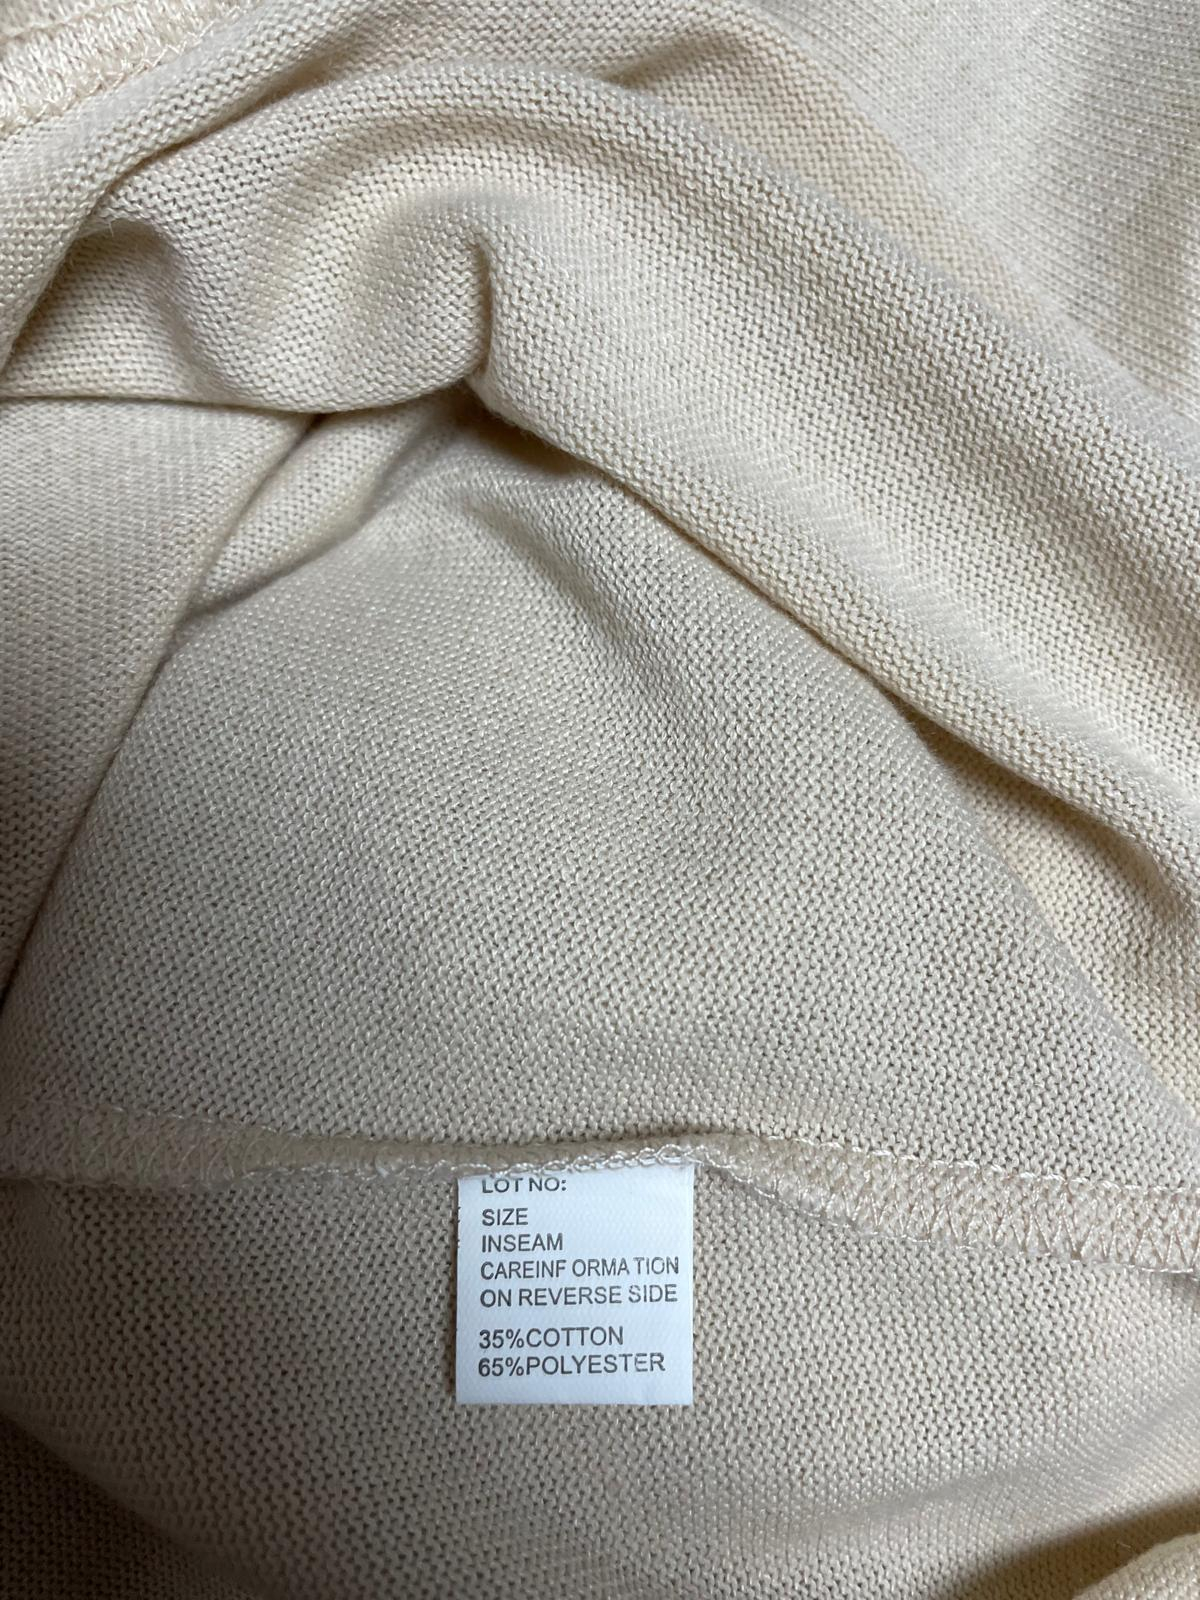 LOT NO:
SIZE
INSEAM
CAREINF ORMA TION
ON REVERSE SIDE
35%COTTON
65%POLYESTER